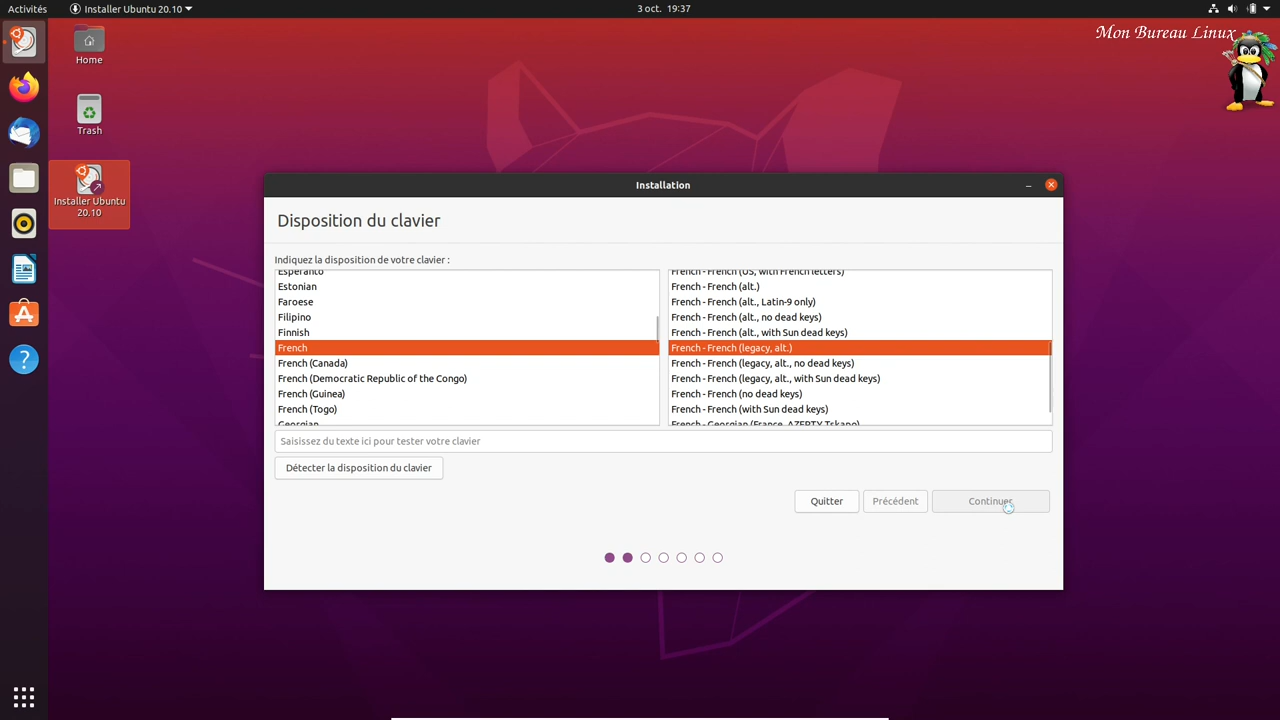 Activités
Installer Ubuntu 20.10
3 oct. 19:37
Mon Bureau Linux
Home
Trash
Installer Ubuntu
20.10
Installation
Disposition du clavier
Indiquez la disposition de votre clavier :
Esperanto
Estonian
Faroese
Filipino
Finnish
French
French (Canada)
French (Democratic Republic of the Congo)
French (Guinea)
French (Togo)
Georgian
French - French (US, with French letters)
French - French (alt.)
French - French (alt., Latin-9 only)
French - French (alt., no dead keys)
French - French (alt., with Sun dead keys)
French - French (legacy, alt.)
French - French (legacy, alt., no dead keys)
French - French (legacy, alt., with Sun dead keys)
French - French (no dead keys)
French - French (with Sun dead keys)
French - Georgian (France, AZERTY Tskapo)
Saisissez du texte ici pour tester votre clavier
Détecter la disposition du clavier
Quitter
Précédent
Continuer